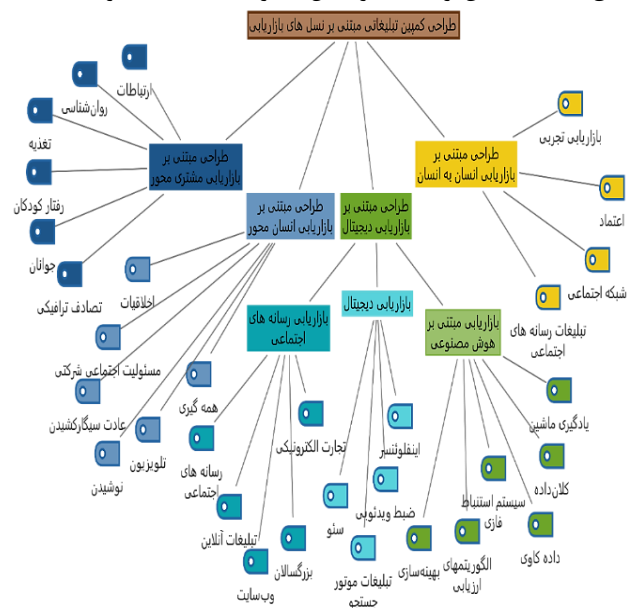 طراحی کمپین تبلیغاتی مبتنی بر نسل های بازاریابی
طراحی مبتنی بر
بازاریابی انسان به انسان
بازاریابی تجربی
اعتماد
شبکه اجتماعی
تبلیغات رسانه های
اجتماعی
طراحی مبتنی بر
بازاریابی دیجیتال
بازاریابی مبتنی بر
هوش مصنوعی
یادگیری ماشین
کلان‌داده
داده کاوی
سیستم استنباط
فازی
الگوریتمهای
ارزیابی
بهینه‌سازی
بازاریابی دیجیتال
اینفلوئنسر
ضبط ویدئویی
تبلیغات موتور
جستجو
سئو
بازاریابی رسانه های
اجتماعی
تجارت الکترونیکی
بزرگسالان
وب‌سایت
تبلیغات آنلاین
رسانه های
اجتماعی
طراحی مبتنی بر
بازاریابی انسان محور
همه گیری
تلویزیون
نوشیدن
عادت سیگارکشیدن
مسئولیت اجتماعی شرکتی
اخلاقیات
طراحی مبتنی بر
بازاریابی مشتری محور
ارتباطات
روان‌شناسی
تغذیه
رفتار کودکان
جوانان
تصادف ترافیکی